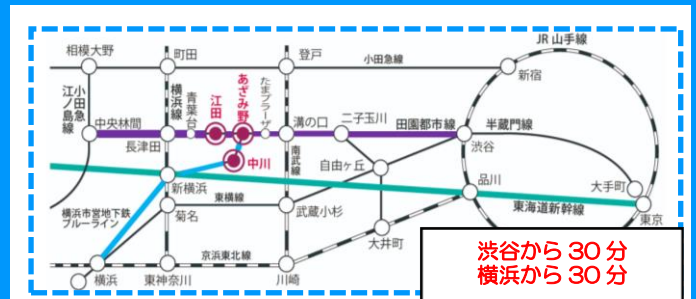 JR山手線
相模大野
町田
登戸
小田急線
新宿
小田急
江ノ島線
横浜線
青葉台
江田
あざみ野
たまプラーザ
中央林間
長津田
溝の口
二子玉川
田園都市線
半蔵門線
渋谷
中川
南武線
自由ヶ丘
新横浜
品川
大手町
東横線
東海道新幹線
東京
横浜市営地下鉄
ブルーライン
菊名
武蔵小杉
大井町
京浜東北線
横浜
東神奈川
川崎
渋谷から30分
横浜から30分